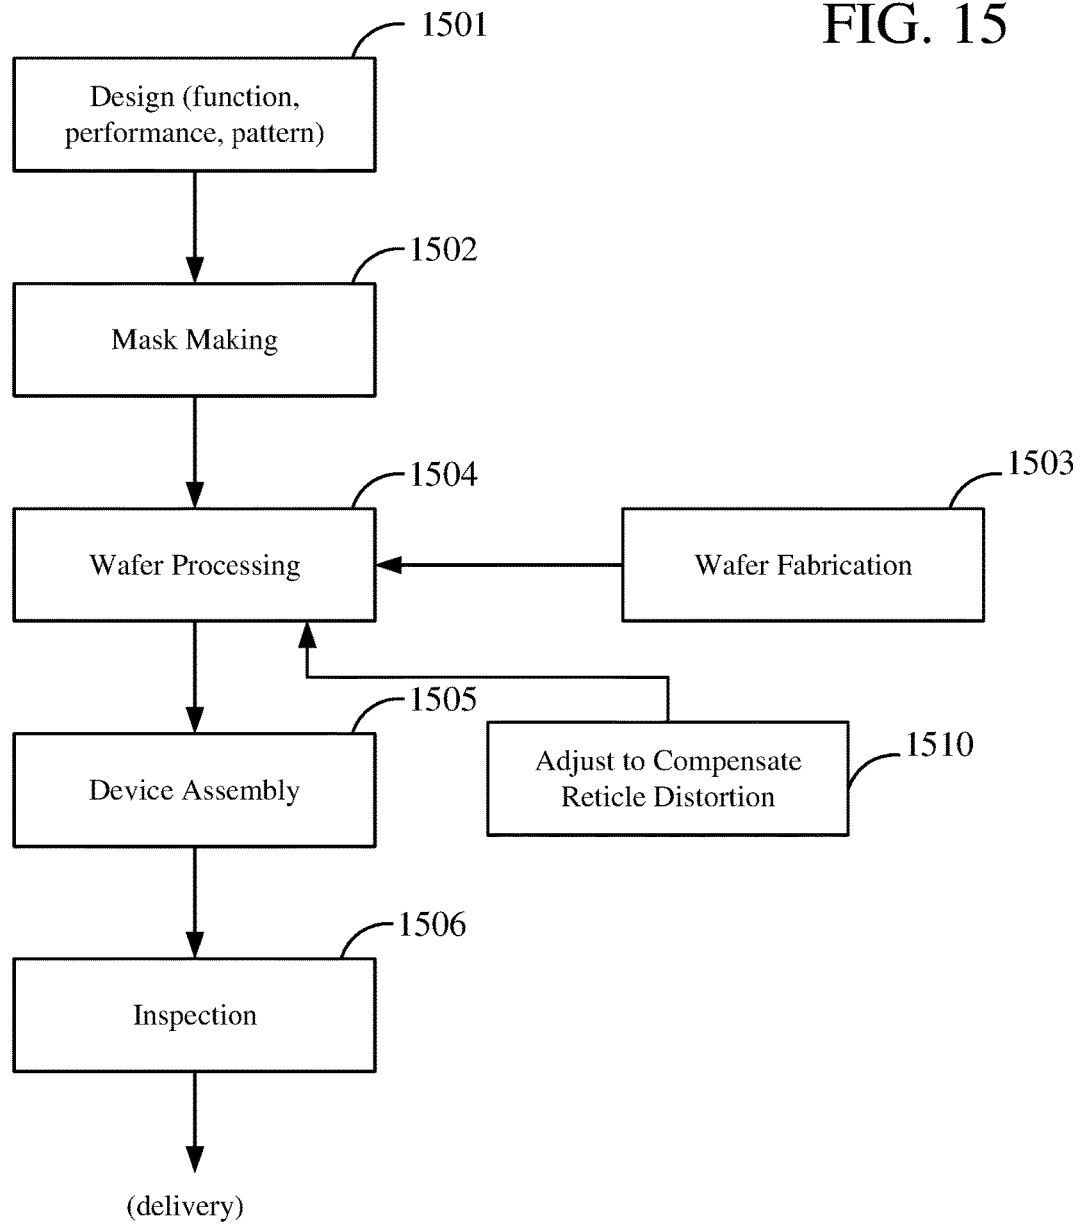 FIG. 15
1501
Design (function,
performance, pattern)
1502
Mask Making
1504
Wafer Processing
1503
Wafer Fabrication
1505
Device Assembly
1510
Adjust to Compensate
Reticle Distortion
1506
Inspection
(delivery)